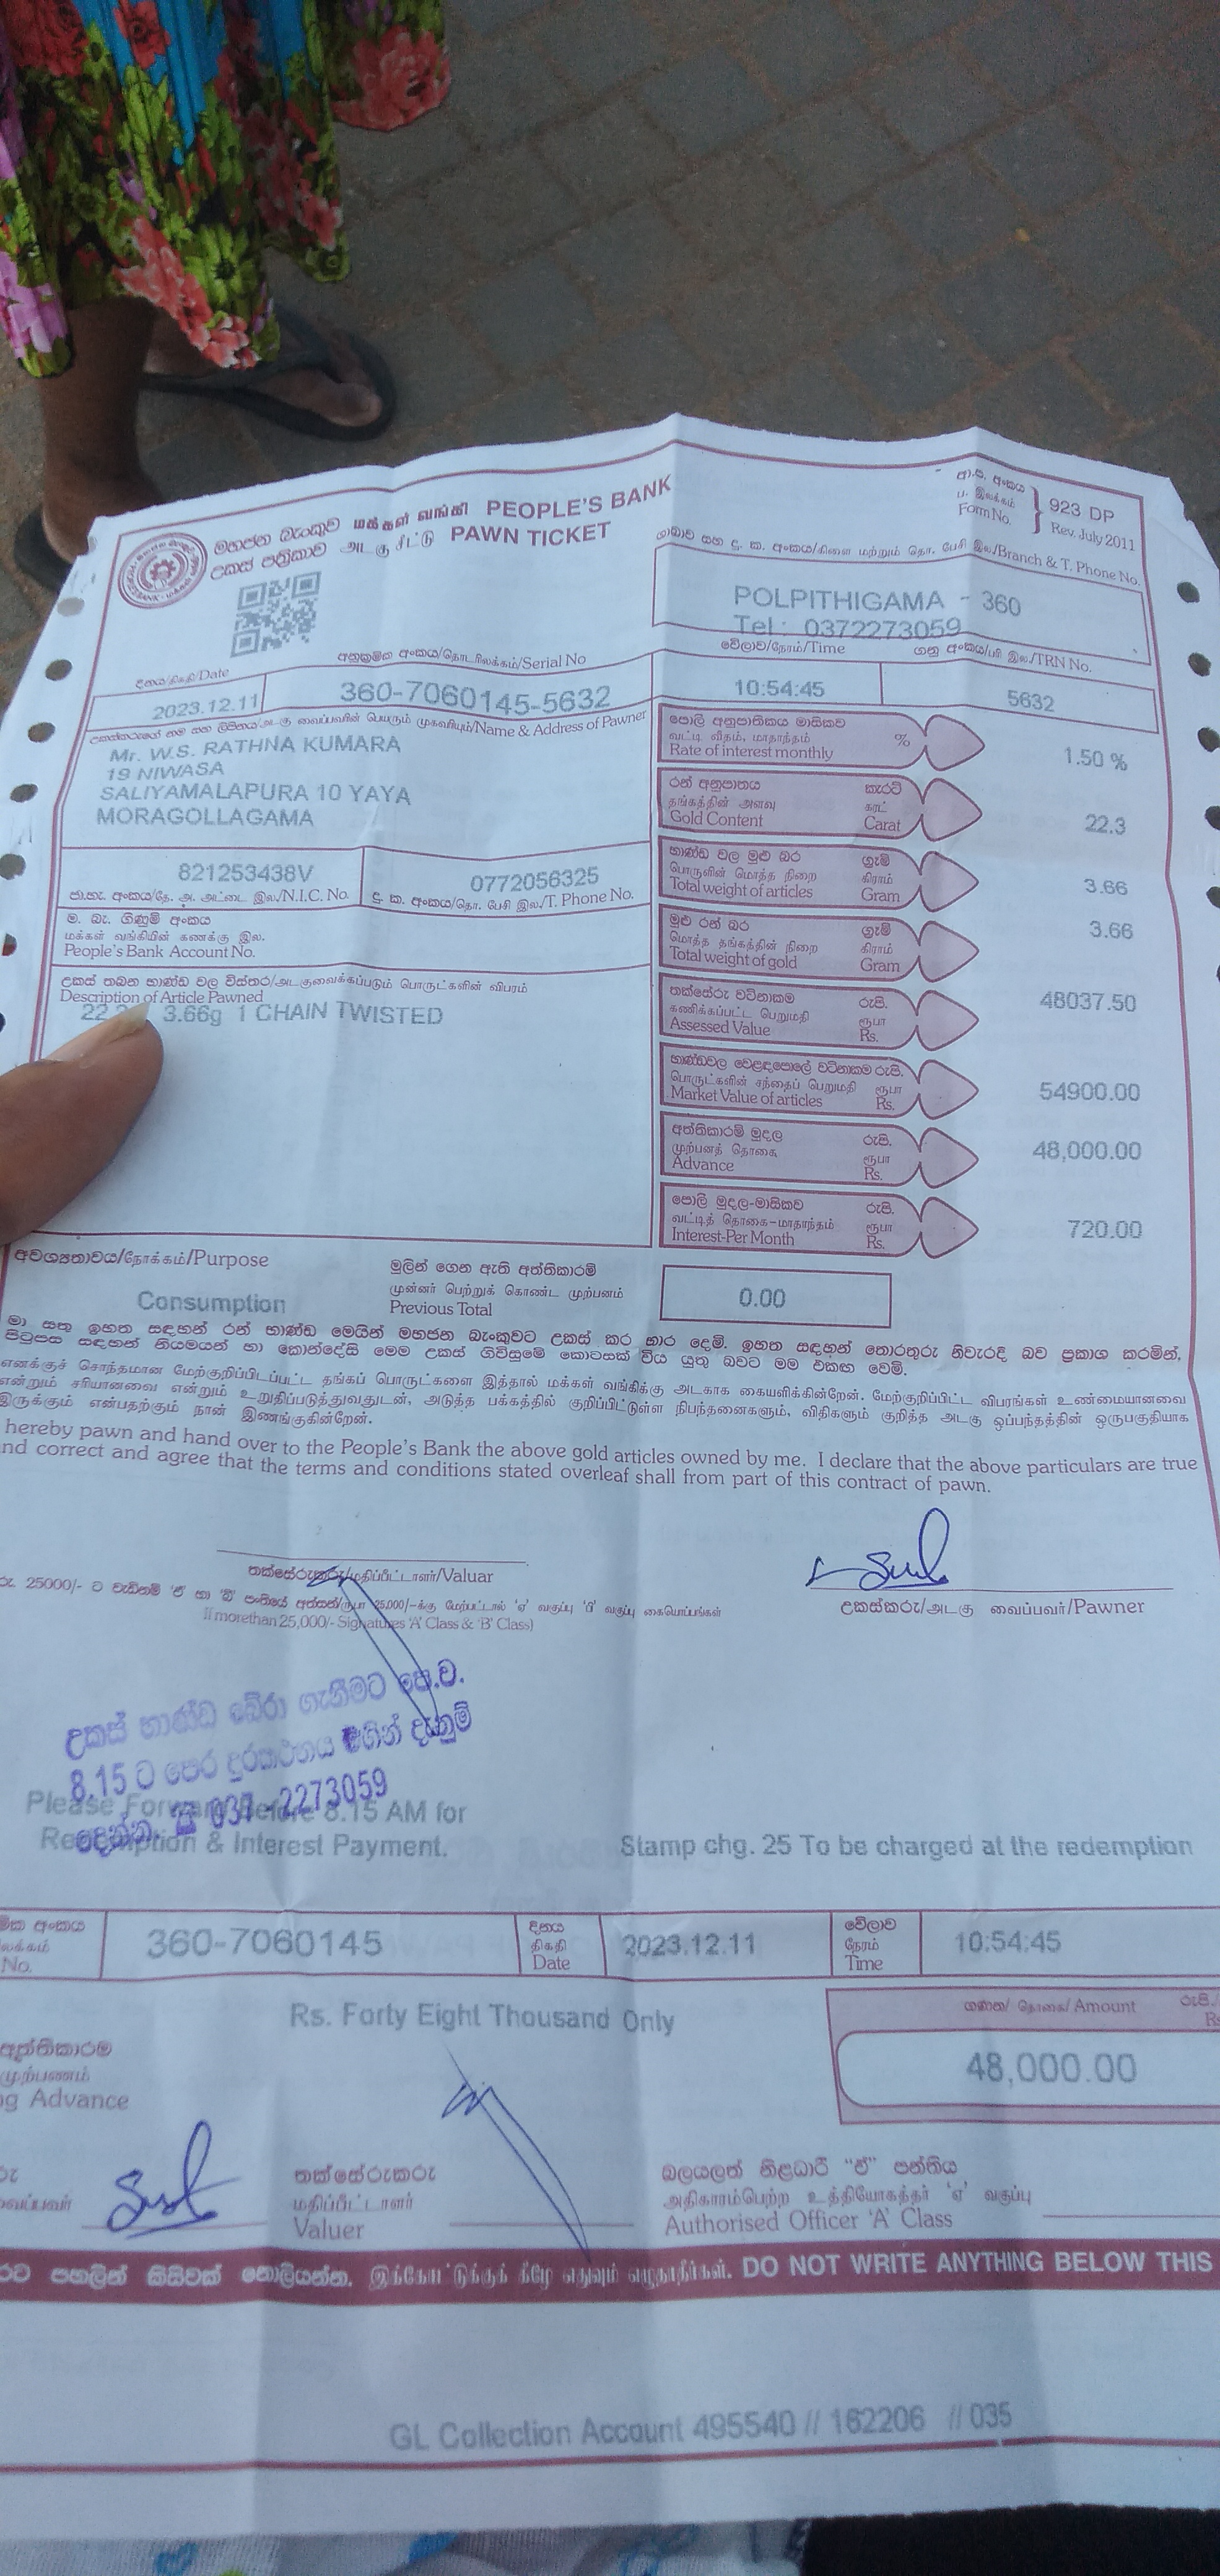 මහජන බැංකුව மக்கள் வங்கி PEOPLE'S BANK
උකස් පත්‍රිකාව அடகு சீட்டு PAWN TICKET
ආ.ප. අංකය
ப. இலக்கம்
Form No.
923 DP
Rev. July 2011
ශාඛාව සහ දු. ක. අංකය/கிளை மற்றும் தொ. பேசி இல/Branch & T. Phone No.
POLPITHIGAMA - 360
Tel : 0372273059
දිනය/திகதி/Date
අනුක්‍රමික අංකය/தொடரிலக்கம்/Serial No
වේලාව/நேரம்/Time
ගනු අංකය/பரி இல/TRN No.
2023.12.11
360-7060145-5632
10:54:45
5632
උකස්කරුගේ නම සහ ලිපිනය/அடகு வைப்பவரின் பெயரும் முகவரியும்/Name & Address of Pawner
Mr. W.S. RATHNA KUMARA
19 NIWASA
SALIYAMALAPURA 10 YAYA
MORAGOLLAGAMA
821253438V
0772056325
ජා.හැ. අංකය/தே. அ. அட்டை இல/N.I.C. No.
දු. ක. අංකය/தொ. பேசி இல/T. Phone No.
ම. බැ. ගිණුම් අංකය
மக்கள் வங்கியின் கணக்கு இல.
People's Bank Account No.
උකස් තබන භාණ්ඩ වල විස්තර/அடகுவைக்கப்படும் பொருட்களின் விபரம்
Description of Article Pawned
22 3.66g 1 CHAIN TWISTED
පොලී අනුපාතිකය මාසිකව
வட்டி விதம், மாதாந்தம் %
Rate of interest monthly
1.50 %
රන් අනුපාතය කැරට්
தங்கத்தின் அளவு கரட்
Gold Content Carat
22.3
භාණ්ඩ වල මුළු බර ග්‍රෑම්
பொருளின் மொத்த நிறை கிராம்
Total weight of articles Gram
3.66
මුළු රන් බර ග්‍රෑම්
மொத்த தங்கத்தின் நிறை கிராம்
Total weight of gold Gram
3.66
තක්සේරු වටිනාකම රුපි.
கணிக்கப்பட்ட பெறுமதி ரூபா
Assessed Value Rs.
48037.50
භාණ්ඩවල වෙළඳපොලේ වටිනාකම රුපි.
பொருட்களின் சந்தைப் பெறுமதி ரூபா
Market Value of articles Rs.
54900.00
අත්තිකාරම් මුදල රුපි.
முற்பணத் தொகை ரூபா
Advance Rs.
48,000.00
පොලී මුදල-මාසිකව රුපි.
வட்டித் தொகை-மாதாந்தம் ரூபா
Interest-Per Month Rs.
720.00
අවශ්‍යතාවය/நோக்கம்/Purpose
Consumption
මුලින් ගෙන ඇති අත්තිකාරම්
முன்னர் பெற்றுக் கொண்ட முற்பணம்
Previous Total
0.00
මා සතු ඉහත සඳහන් රන් භාණ්ඩ මෙයින් මහජන බැංකුවට උකස් කර භාර දෙමි. ඉහත සඳහන් තොරතුරු නිවැරදි බව ප්‍රකාශ කරමින්,
පිටුපස සඳහන් නියමයන් හා කොන්දේසි මෙම උකස් ගිවිසුමේ කොටසක් විය යුතු බවට මම එකඟ වෙමි.
எனக்குச் சொந்தமான மேற்குறிப்பிடப்பட்ட தங்கப் பொருட்களை இத்தால் மக்கள் வங்கிக்கு அடகாக கையளிக்கின்றேன். மேற்குறிப்பிட்ட விபரங்கள் உண்மையானவை
என்றும் சரியானவை என்றும் உறுதிப்படுத்துவதுடன், அடுத்த பக்கத்தில் குறிப்பிட்டுள்ள நிபந்தனைகளும், விதிகளும் குறித்த அடகு ஒப்பந்தத்தின் ஒருபகுதியாக
இருக்கும் என்பதற்கும் நான் இணங்குகின்றேன்.
hereby pawn and hand over to the People's Bank the above gold articles owned by me. I declare that the above particulars are true
nd correct and agree that the terms and conditions stated overleaf shall from part of this contract of pawn.
තක්සේරුකරු/மதிப்பீட்டாளர்/Valuar
රු. 25000/- ට වැඩිනම් 'ඒ' හා 'බී' පංතියේ අත්සන්/ரூபா 25,000/-க்கு மேற்பட்டால் 'ஏ' வகுப்பு 'பி' வகுப்பு கையொப்பங்கள்
If morethan 25,000/- Signatures 'A' Class & 'B' Class)
උකස්කරු/அடகு வைப்பவர்/Pawner
උකස් භාණ්ඩ බේරා ගැනීමට පෙ.ව.
8.15 ට පෙර දුරකථනය මගින් දැනුම්
දෙන්න. ☎ 037-2273059
Please Forward Before 8.15 AM for
Redemption & Interest Payment.
Stamp chg. 25 To be charged at the redemption
මික අංකය
லக்கம்
No.
360-7060145
දිනය
திகதி
Date
2023.12.11
වේලාව
நேரம்
Time
10:54:45
Rs. Forty Eight Thousand Only
ගණන/ தொகை/ Amount රුපි./
48,000.00
අත්තිකාරම
முற்பணம்
g Advance
රු
வைப்பவர்
තක්සේරුකරු
மதிப்பீட்டாளர்
Valuer
බලයලත් නිළධාරී "ඒ" පන්තිය
அதிகாரம்பெற்ற உத்தியோகத்தர் 'ஏ' வகுப்பு
Authorised Officer 'A' Class
රට පහලින් කිසිවක් නොලියන්න. இக்கோட்டுக்குக் கீழே எதுவும் எழுதாதீர்கள். DO NOT WRITE ANYTHING BELOW THIS
GL Collection Account 495540 // 162206 // 035